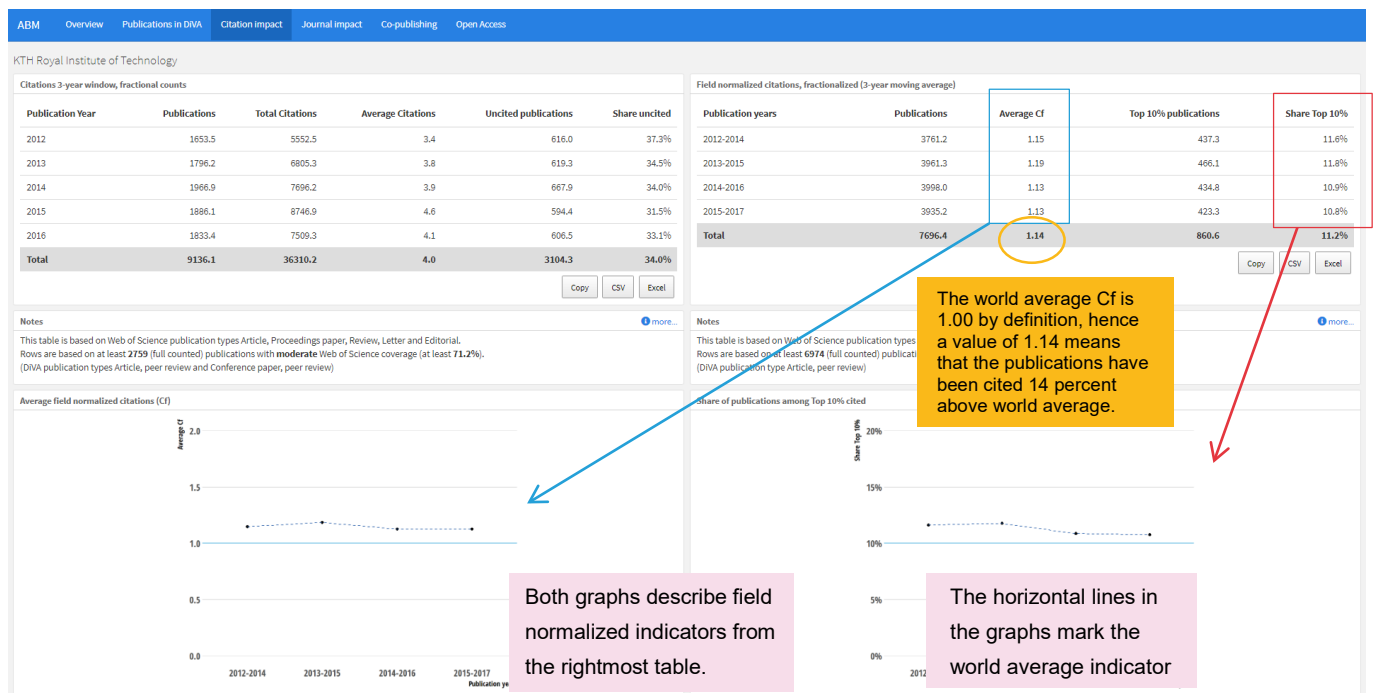 ABM Overview Publications in DiVA Citation impact Journal impact Co-publishing Open Access
KTH Royal Institute of Technology
Citations 3-year window, fractional counts
Publication Year Publications Total Citations Average Citations Uncited publications Share uncited
2012 1653.5 5552.5 3.4 616.0 37.3%
2013 1796.2 6805.3 3.8 619.3 34.5%
2014 1966.9 7696.2 3.9 667.9 34.0%
2015 1886.1 8746.9 4.6 594.4 31.5%
2016 1833.4 7509.3 4.1 606.5 33.1%
Total 9136.1 36310.2 4.0 3104.3 34.0%
Copy CSV Excel
Notes more...
This table is based on Web of Science publication types Article, Proceedings paper, Review, Letter and Editorial.
Rows are based on at least 2759 (full counted) publications with moderate Web of Science coverage (at least 71.2%).
(DiVA publication types Article, peer review and Conference paper, peer review)
Field normalized citations, fractionalized (3-year moving average)
Publication years Publications Average Cf Top 10% publications Share Top 10%
2012-2014 3761.2 1.15 437.3 11.6%
2013-2015 3961.3 1.19 466.1 11.8%
2014-2016 3998.0 1.13 434.8 10.9%
2015-2017 3935.2 1.13 423.3 10.8%
Total 7696.4 1.14 860.6 11.2%
Copy CSV Excel
The world average Cf is
1.00 by definition, hence
a value of 1.14 means
that the publications have
been cited 14 percent
above world average.
Notes more...
This table is based on Web of Science publication types
Rows are based on at least 6974 (full counted) publicati
(DiVA publication type Article, peer review)
Average field normalized citations (Cf)
Average Cf
2.0
1.5
1.0
0.5
0.0
2012-2014 2013-2015 2014-2016 2015-2017
Publication ye
Both graphs describe field
normalized indicators from
the rightmost table.
Share of publications among Top 10% cited
Share Top 10%
20%
15%
10%
5%
0%
2012
The horizontal lines in
the graphs mark the
world average indicator